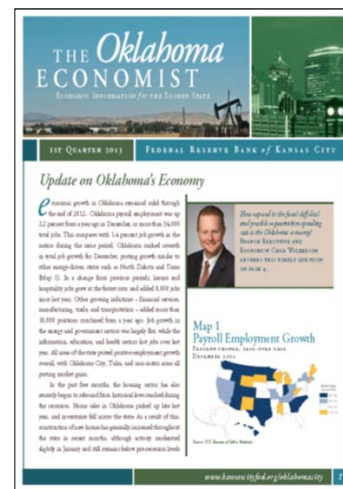 THE Oklahoma
ECONOMIST
ECONOMIC INFORMATION for the SOONER STATE
1ST QUARTER 2013 FEDERAL RESERVE BANK of KANSAS CITY
Update on Oklahoma's Economy
Economic growth in Oklahoma remained solid through
the end of 2012. Oklahoma payroll employment was up
2.2 percent from a year ago in December, or more than 34,000
total jobs. This compares with 1.4 percent job growth in the
nation during the same period. Oklahoma ranked seventh
in total job growth for December, posting growth similar to
other energy-driven states such as North Dakota and Texas
(Map 1). In a change from previous periods, leisure and
hospitality jobs grew at the fastest rate and added 8,000 jobs
since last year. Other growing industries – financial services,
manufacturing, trade, and transportation – added more than
positions combined from a year ago. Job growth in
the energy and government sectors was largely flat, while the
information, education, and health sectors lost jobs over last
year. All areas of the state posted positive employment growth
overall, with Oklahoma City, Tulsa, and non-metro areas all
posting modest gains.
In the past few months, the housing sector has also
recently begun to rebound from historical lows reached during
the recession. Home sales in Oklahoma picked up late last
year, and inventories fell across the state. As a result of this,
construction of new homes has generally increased throughout
the state in recent months, although activity moderated
slightly in January and still remains below pre-recession levels
How exposed to the fiscal cliff deal
and possible sequestration spending
cuts is the Oklahoma economy?
BRANCH EXECUTIVE AND
ECONOMIST CHAD WILKERSON
ANSWERS THIS TIMELY QUESTION
ON PAGE 4.
Map 1
Payroll Employment Growth
PERCENT CHANGE, YEAR-OVER-YEAR
DECEMBER 2012
Source: U.S. Bureau of Labor Statistics
www.kansascityfed.org/oklahomacity 1